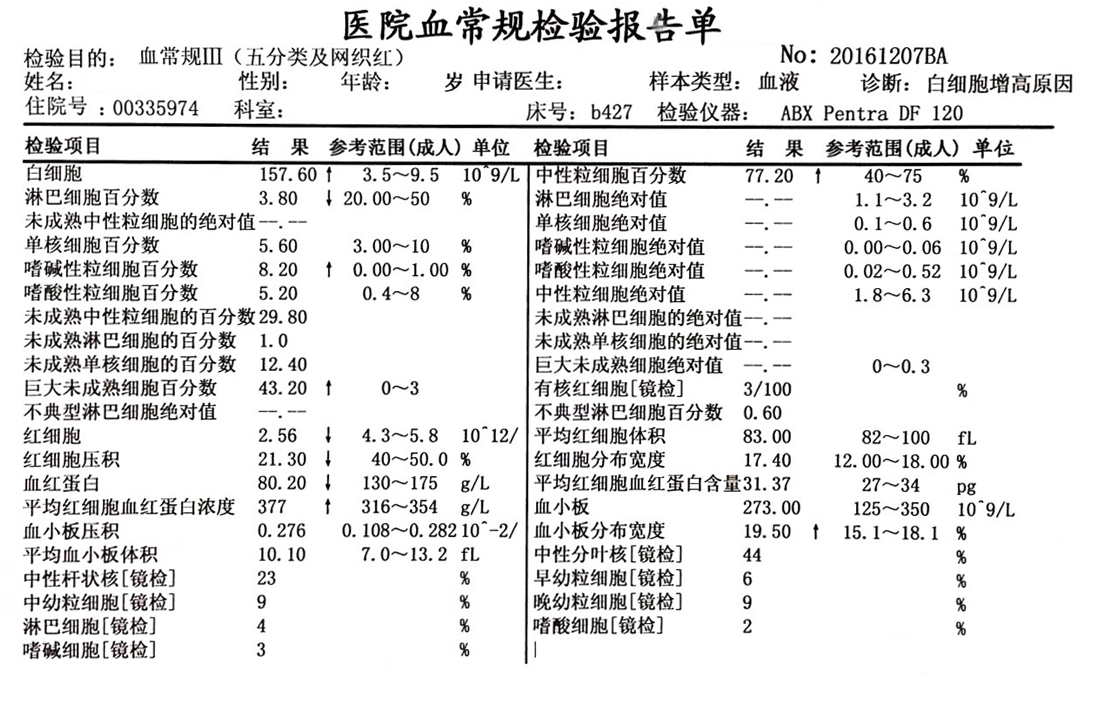 医院血常规检验报告单
检验目的: 血常规III（五分类及网织红） No: 20161207BA
姓名: 性别: 年龄: 岁 申请医生: 样本类型: 血液 诊断: 白细胞增高原因
住院号 : 00335974 科室: 床号: b427 检验仪器: ABX Pentra DF 120
检验项目 结 果 参考范围(成人) 单位 检验项目 结 果 参考范围(成人) 单位
白细胞 157.60 ↑ 3.5~9.5 10^9/L 中性粒细胞百分数 77.20 ↑ 40~75 %
淋巴细胞百分数 3.80 ↓ 20.00~50 % 淋巴细胞绝对值 --.-- 1.1~3.2 10^9/L
未成熟中性粒细胞的绝对值 --.-- 单核细胞绝对值 --.-- 0.1~0.6 10^9/L
单核细胞百分数 5.60 3.00~10 % 嗜碱性粒细胞绝对值 --.-- 0.00~0.06 10^9/L
嗜碱性粒细胞百分数 8.20 ↑ 0.00~1.00 % 嗜酸性粒细胞绝对值 --.-- 0.02~0.52 10^9/L
嗜酸性粒细胞百分数 5.20 0.4~8 % 中性粒细胞绝对值 --.-- 1.8~6.3 10^9/L
未成熟中性粒细胞的百分数 29.80 未成熟淋巴细胞的绝对值 --.--
未成熟淋巴细胞的百分数 1.0 未成熟单核细胞的绝对值 --.--
未成熟单核细胞的百分数 12.40 巨大未成熟细胞绝对值 --.-- 0~0.3
巨大未成熟细胞百分数 43.20 ↑ 0~3 有核红细胞[镜检] 3/100 %
不典型淋巴细胞绝对值 --.-- 不典型淋巴细胞百分数 0.60
红细胞 2.56 ↓ 4.3~5.8 10^12/ 平均红细胞体积 83.00 82~100 fL
红细胞压积 21.30 ↓ 40~50.0 % 红细胞分布宽度 17.40 12.00~18.00 %
血红蛋白 80.20 ↓ 130~175 g/L 平均红细胞血红蛋白含量 31.37 27~34 pg
平均红细胞血红蛋白浓度 377 ↑ 316~354 g/L 血小板 273.00 125~350 10^9/L
血小板压积 0.276 0.108~0.282 10^-2/ 血小板分布宽度 19.50 ↑ 15.1~18.1 %
平均血小板体积 10.10 7.0~13.2 fL 中性分叶核[镜检] 44 %
中性杆状核[镜检] 23 % 早幼粒细胞[镜检] 6 %
中幼粒细胞[镜检] 9 % 晚幼粒细胞[镜检] 9 %
淋巴细胞[镜检] 4 % 嗜酸细胞[镜检] 2 %
嗜碱细胞[镜检] 3 %